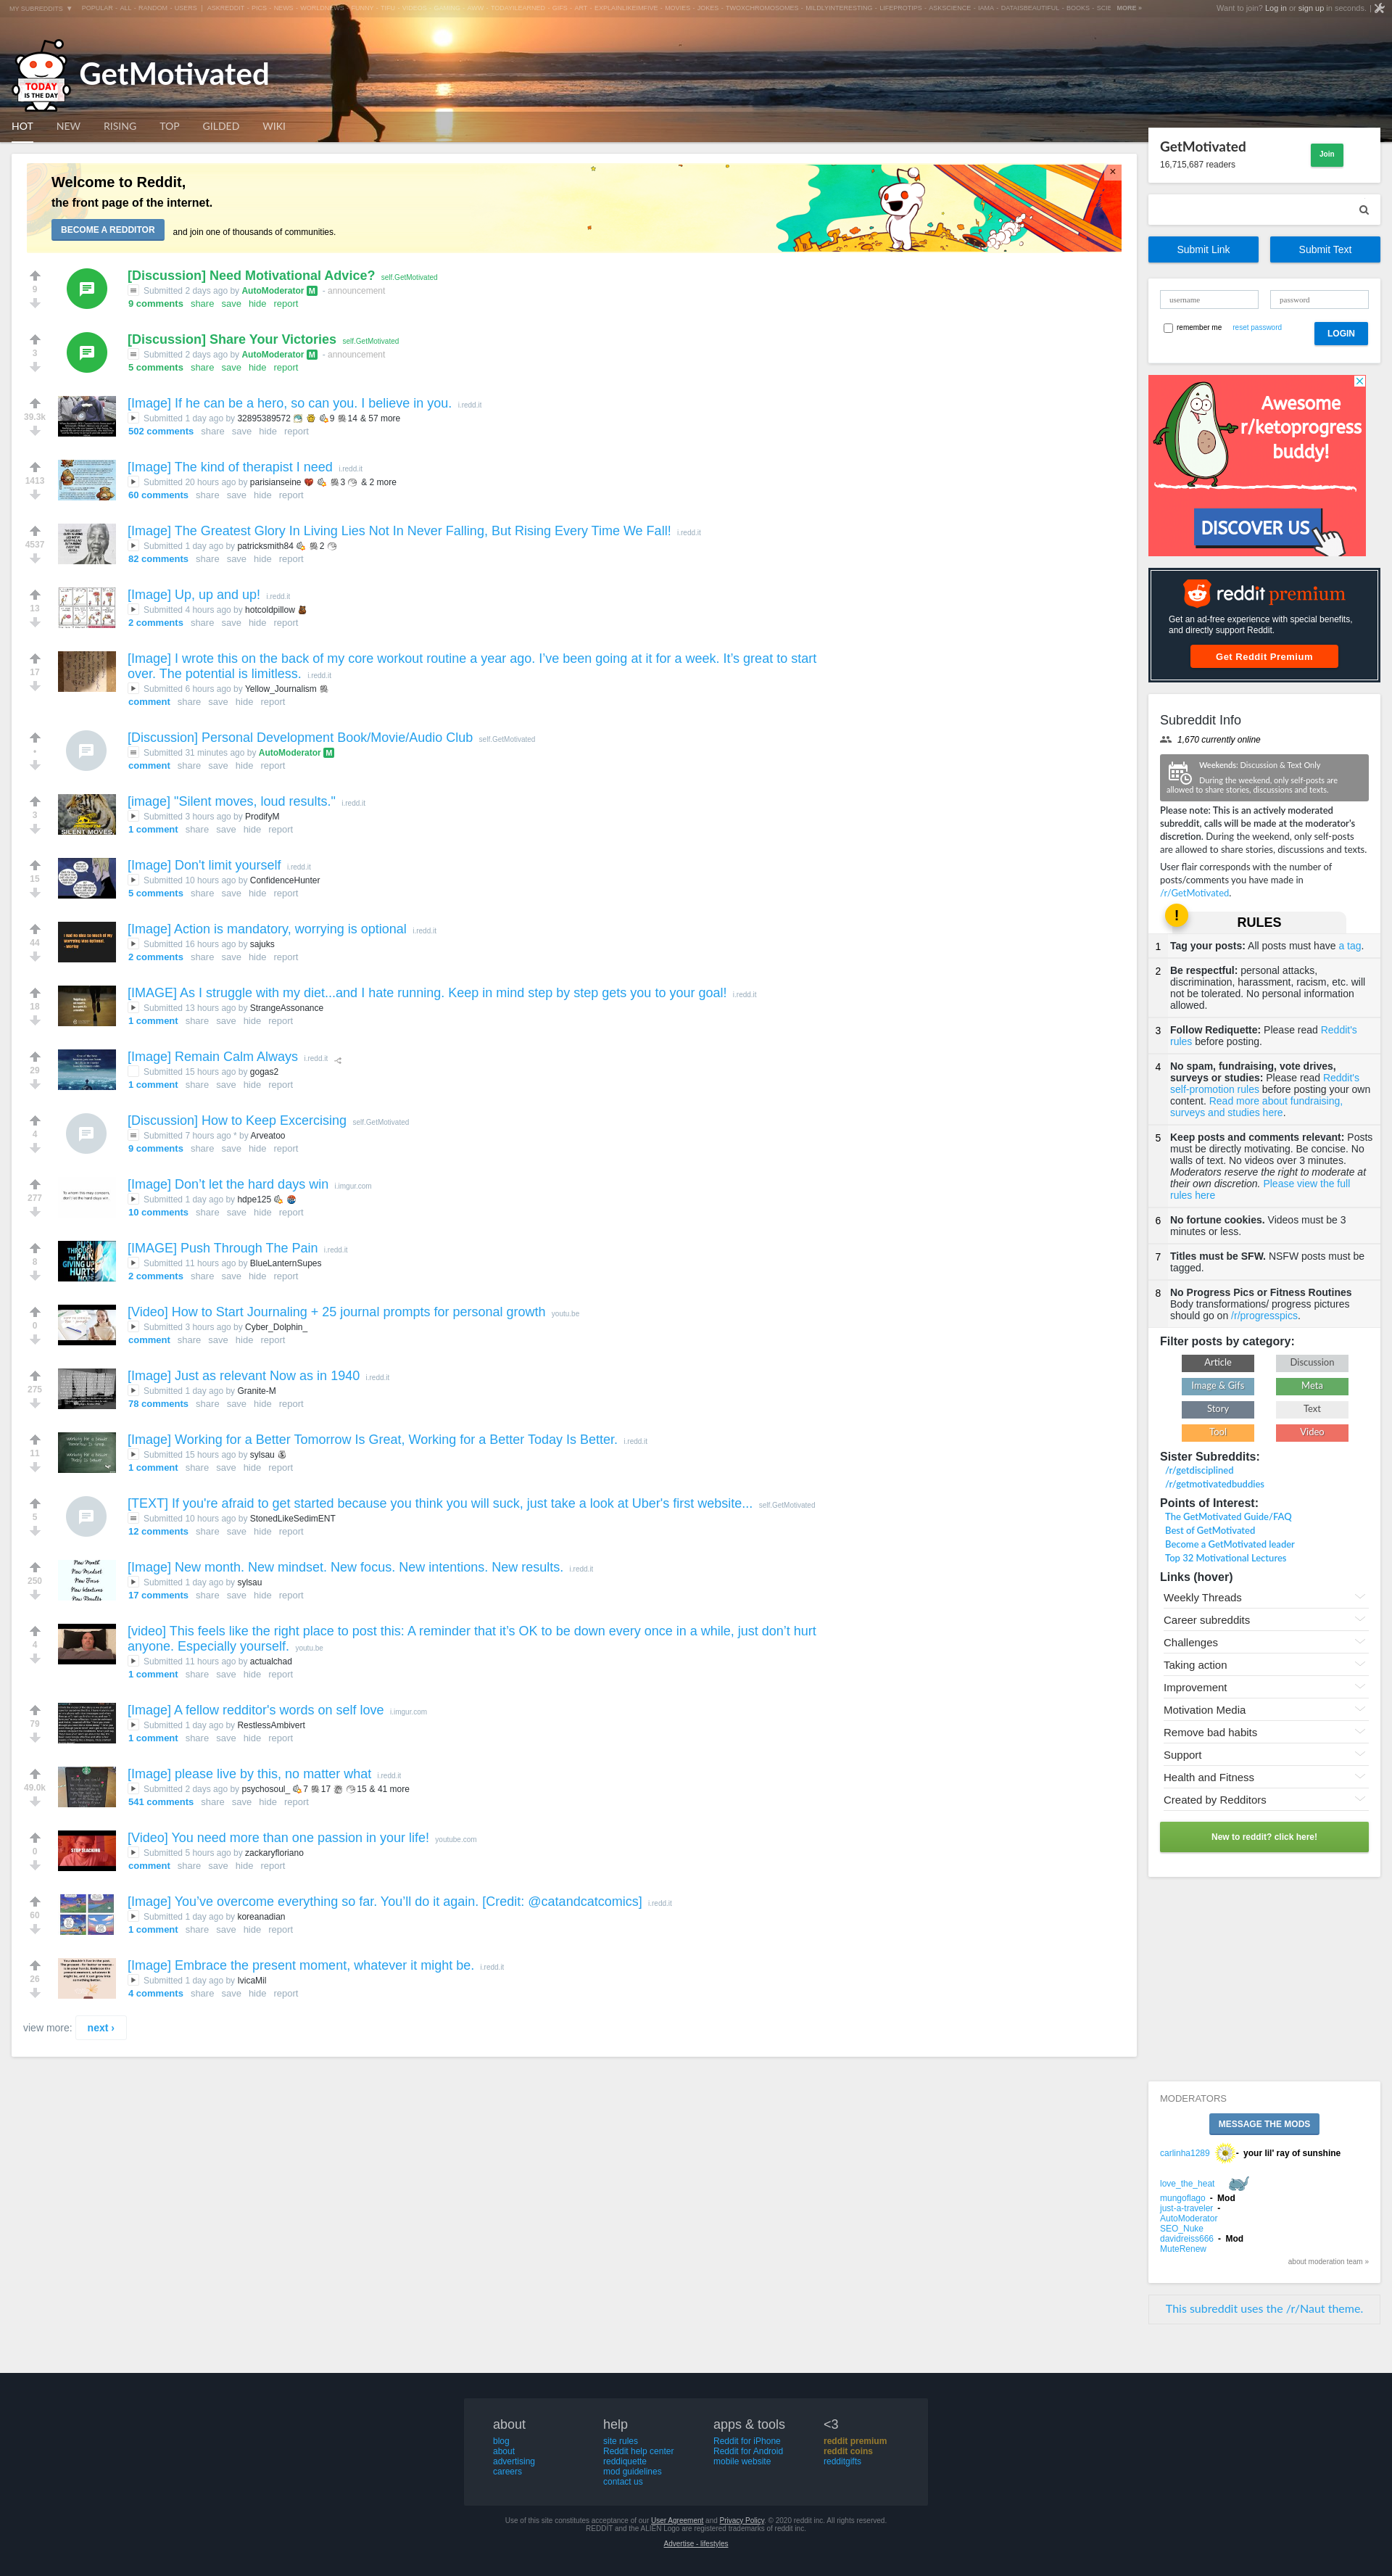 MY SUBREDDITS ▼ POPULAR - ALL - RANDOM - USERS | ASKREDDIT - PICS - NEWS - WORLDNEWS - FUNNY - TIFU - TODAYILEARNED - GIFS - ART - EXPLAINLIKEIMFIVE - MOVIES - JOKES - TWOXCHROMOSOMES - MILDLYINTERESTING - LIFEPROTIPS - ASKSCIENCE - IAMA - DATAISBEAUTIFUL - BOOKS - SCIE MORE »
Want to join? Log in or sign up in seconds. |
TODAY
IS THE DAY
GetMotivated
HOT NEW RISING TOP GILDED WIKI
Welcome to Reddit,
the front page of the internet.
BECOME A REDDITOR and join one of thousands of communities.
×
[Discussion] Need Motivational Advice? self.GetMotivated
9
Submitted 2 days ago by AutoModerator M - announcement
9 comments share save hide report
[Discussion] Share Your Victories self.GetMotivated
3
Submitted 2 days ago by AutoModerator M - announcement
5 comments share save hide report
[Image] If he can be a hero, so can you. I believe in you. i.redd.it
39.3k
Submitted 1 day ago by 32895389572 9 14 & 57 more
502 comments share save hide report
[Image] The kind of therapist I need i.redd.it
1413
Submitted 20 hours ago by parisianseine 3 & 2 more
60 comments share save hide report
[Image] The Greatest Glory In Living Lies Not In Never Falling, But Rising Every Time We Fall! i.redd.it
4537
Submitted 1 day ago by patricksmith84 2
82 comments share save hide report
[Image] Up, up and up! i.redd.it
13
Submitted 4 hours ago by hotcoldpillow
2 comments share save hide report
[Image] I wrote this on the back of my core workout routine a year ago. I’ve been going at it for a week. It’s great to start
over. The potential is limitless. i.redd.it
17
Submitted 6 hours ago by Yellow_Journalism
comment share save hide report
[Discussion] Personal Development Book/Movie/Audio Club self.GetMotivated
•
Submitted 31 minutes ago by AutoModerator M
comment share save hide report
[image] "Silent moves, loud results." i.redd.it
3
SILENT MOVES,
Submitted 3 hours ago by ProdifyM
1 comment share save hide report
[Image] Don't limit yourself i.redd.it
15
Submitted 10 hours ago by ConfidenceHunter
5 comments share save hide report
[Image] Action is mandatory, worrying is optional i.redd.it
44
Submitted 16 hours ago by sajuks
2 comments share save hide report
[IMAGE] As I struggle with my diet...and I hate running. Keep in mind step by step gets you to your goal! i.redd.it
18
Submitted 13 hours ago by StrangeAssonance
1 comment share save hide report
[Image] Remain Calm Always i.redd.it
29
Submitted 15 hours ago by gogas2
1 comment share save hide report
[Discussion] How to Keep Excercising self.GetMotivated
4
Submitted 7 hours ago * by Arveatoo
9 comments share save hide report
[Image] Don’t let the hard days win i.imgur.com
277
To whom this may concern,
don't let the hard days win.
Submitted 1 day ago by hdpe125
10 comments share save hide report
[IMAGE] Push Through The Pain i.redd.it
8
PUSH
THROUGH
PAIN
GIVING UP
HURTS
MORE
Submitted 11 hours ago by BlueLanternSupes
2 comments share save hide report
[Video] How to Start Journaling + 25 journal prompts for personal growth youtu.be
0
Submitted 3 hours ago by Cyber_Dolphin_
comment share save hide report
[Image] Just as relevant Now as in 1940 i.redd.it
275
Submitted 1 day ago by Granite-M
78 comments share save hide report
[Image] Working for a Better Tomorrow Is Great, Working for a Better Today Is Better. i.redd.it
11
Submitted 15 hours ago by sylsau
1 comment share save hide report
[TEXT] If you're afraid to get started because you think you will suck, just take a look at Uber's first website... self.GetMotivated
5
Submitted 10 hours ago by StonedLikeSedimENT
12 comments share save hide report
[Image] New month. New mindset. New focus. New intentions. New results. i.redd.it
250
New Month
New Mindset
New Focus
New Intentions
New Results
Submitted 1 day ago by sylsau
17 comments share save hide report
[video] This feels like the right place to post this: A reminder that it’s OK to be down every once in a while, just don’t hurt
anyone. Especially yourself. youtu.be
4
Submitted 11 hours ago by actualchad
1 comment share save hide report
[Image] A fellow redditor's words on self love i.imgur.com
79
Submitted 1 day ago by RestlessAmbivert
1 comment share save hide report
[Image] please live by this, no matter what i.redd.it
49.0k
Submitted 2 days ago by psychosoul_ 7 17 15 & 41 more
541 comments share save hide report
[Video] You need more than one passion in your life! youtube.com
0
STOP SLACKING
Submitted 5 hours ago by zackaryfloriano
comment share save hide report
[Image] You’ve overcome everything so far. You’ll do it again. [Credit: @catandcatcomics] i.redd.it
60
Submitted 1 day ago by koreanadian
1 comment share save hide report
[Image] Embrace the present moment, whatever it might be. i.redd.it
26
Submitted 1 day ago by IvicaMil
4 comments share save hide report
view more: next ›
GetMotivated
16,715,687 readers
Join
Submit Link Submit Text
username password
remember me reset password LOGIN
Awesome
r/ketoprogress
buddy!
DISCOVER US
reddit premium
Get an ad-free experience with special benefits,
and directly support Reddit.
Get Reddit Premium
Subreddit Info
1,670 currently online
Weekends: Discussion & Text Only
During the weekend, only self-posts are
allowed to share stories, discussions and texts.
Please note: This is an actively moderated
subreddit, calls will be made at the moderator's
discretion. During the weekend, only self-posts
are allowed to share stories, discussions and texts.
User flair corresponds with the number of
posts/comments you have made in
/r/GetMotivated.
! RULES
1 Tag your posts: All posts must have a tag.
2 Be respectful: personal attacks,
discrimination, harassment, racism, etc. will
not be tolerated. No personal information
allowed.
3 Follow Rediquette: Please read Reddit's
rules before posting.
4 No spam, fundraising, vote drives,
surveys or studies: Please read Reddit's
self-promotion rules before posting your own
content. Read more about fundraising,
surveys and studies here.
5 Keep posts and comments relevant: Posts
must be directly motivating. Be concise. No
walls of text. No videos over 3 minutes.
Moderators reserve the right to moderate at
their own discretion. Please view the full
rules here
6 No fortune cookies. Videos must be 3
minutes or less.
7 Titles must be SFW. NSFW posts must be
tagged.
8 No Progress Pics or Fitness Routines
Body transformations/ progress pictures
should go on /r/progresspics.
Filter posts by category:
Article Discussion
Image & Gifs Meta
Story Text
Tool Video
Sister Subreddits:
/r/getdisciplined
/r/getmotivatedbuddies
Points of Interest:
The GetMotivated Guide/FAQ
Best of GetMotivated
Become a GetMotivated leader
Top 32 Motivational Lectures
Links (hover)
Weekly Threads
Career subreddits
Challenges
Taking action
Improvement
Motivation Media
Remove bad habits
Support
Health and Fitness
Created by Redditors
New to reddit? click here!
MODERATORS
MESSAGE THE MODS
carlinha1289 - your lil' ray of sunshine
love_the_heat
mungoflago - Mod
just-a-traveler -
AutoModerator
SEO_Nuke
davidreiss666 - Mod
MuteRenew
about moderation team »
This subreddit uses the /r/Naut theme.
about
blog
about
advertising
careers
help
site rules
Reddit help center
reddiquette
mod guidelines
contact us
apps & tools
Reddit for iPhone
Reddit for Android
mobile website
<3
reddit premium
reddit coins
redditgifts
Use of this site constitutes acceptance of our User Agreement and Privacy Policy. © 2020 reddit inc. All rights reserved.
REDDIT and the ALIEN Logo are registered trademarks of reddit inc.
Advertise - lifestyles